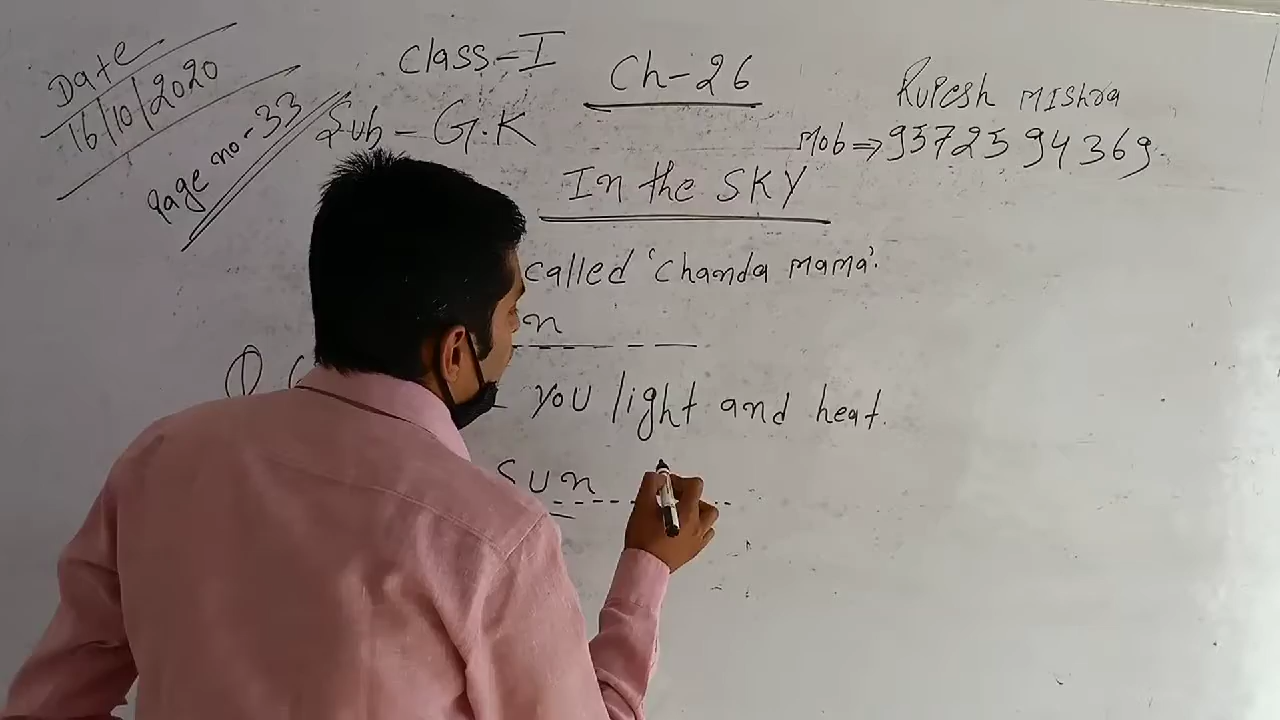 Date
16/10/2020
Page no-33
Class-I
Sub-G.K
Ch-26
Rupesh Mishra
Mob⇒9572594369.
In the SKY
called 'Chanda Mama'.
n
you light and heat.
Sun